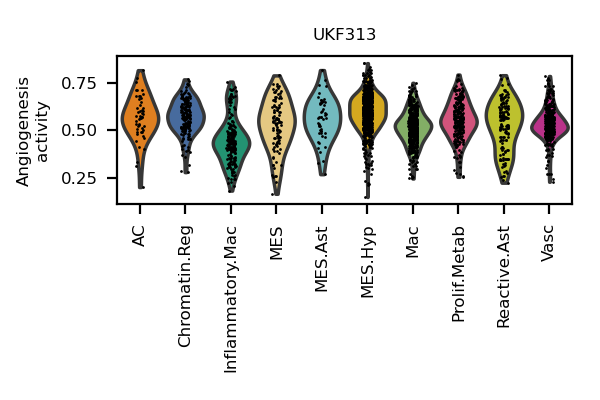 UKF313
Angiogenesis
activity
0.75
0.50
0.25
AC
Chromatin.Reg
Inflammatory.Mac
MES
MES.Ast
MES.Hyp
Mac
Prolif.Metab
Reactive.Ast
Vasc